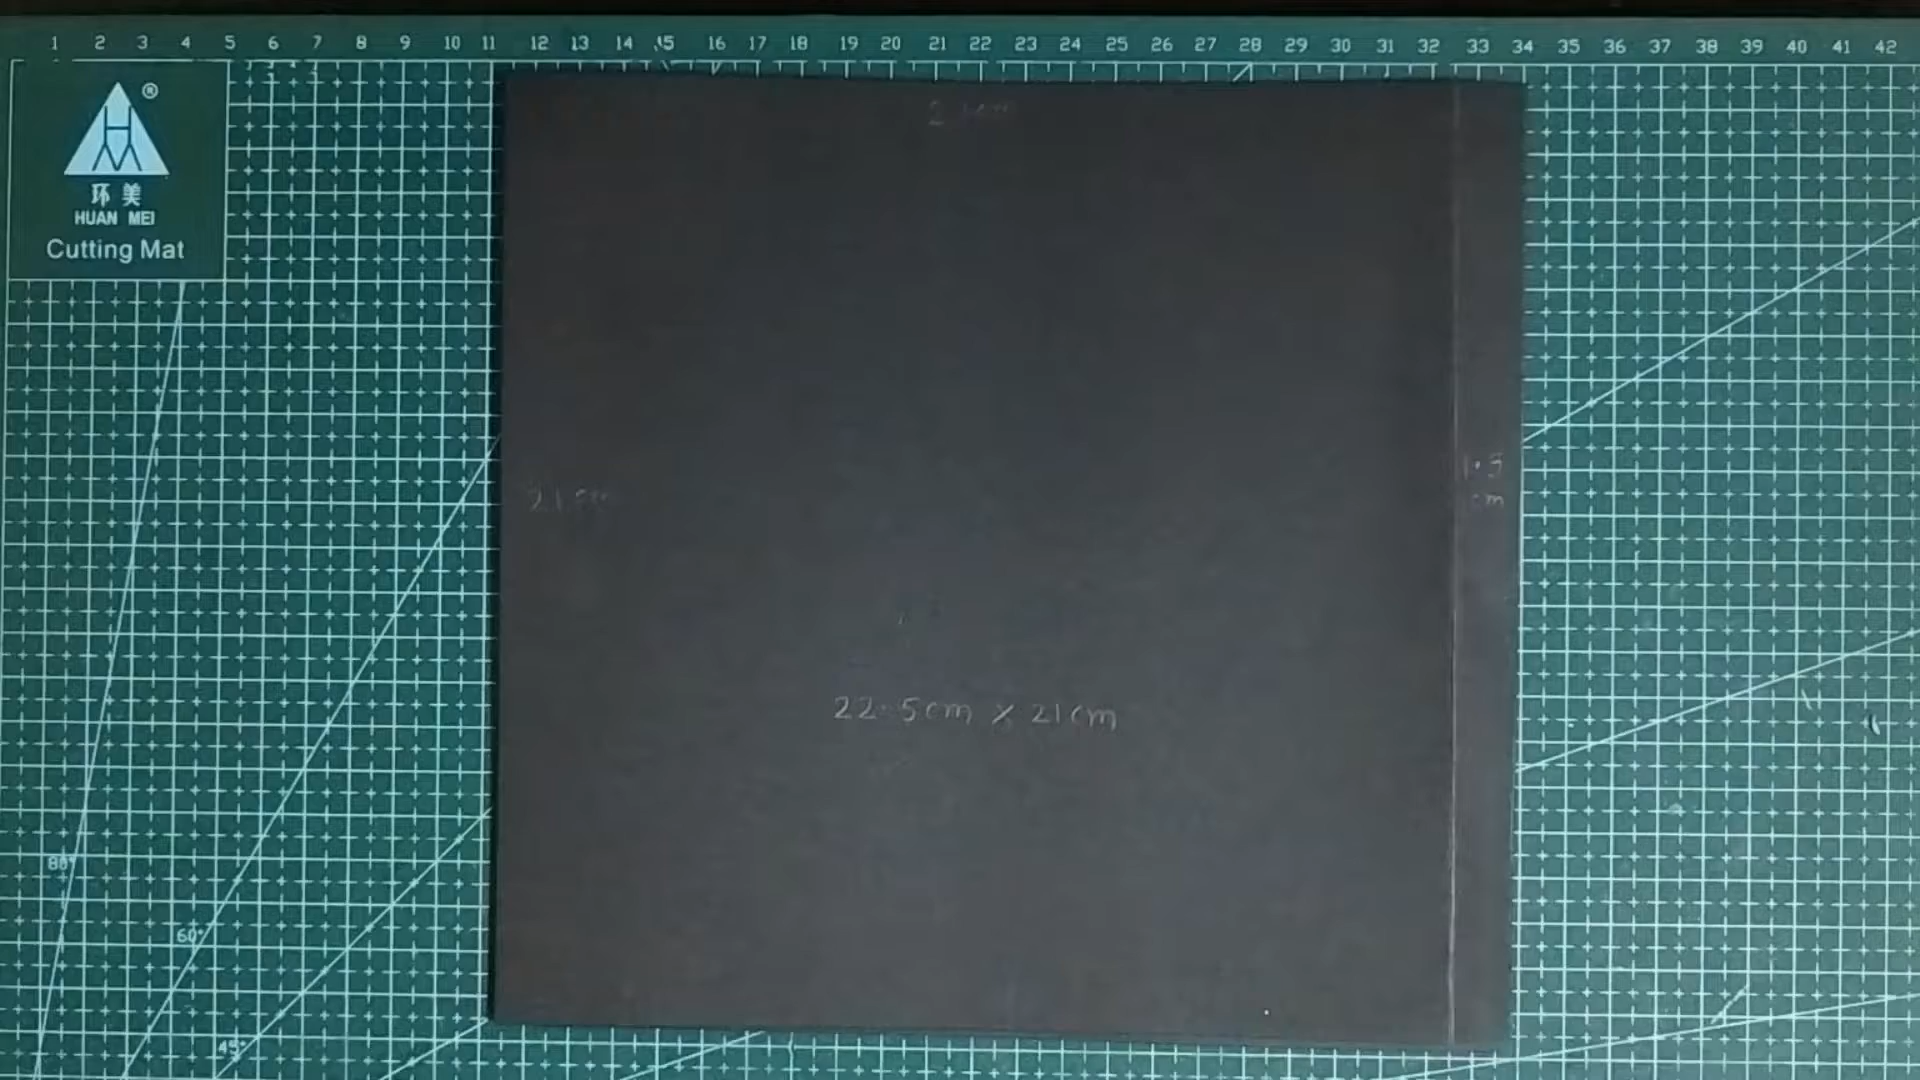 1 2 3 4 5 6 7 8 9 10 11 12 13 14 15 16 17 18 19 20 21 22 23 24 25 26 27 28 29 30 31 32 33 34 35 36 37 38 39 40 41 42
®
环美
HUAN MEI
Cutting Mat
21cm
1.5
cm
22.5cm x 21cm
80°
60°
45°